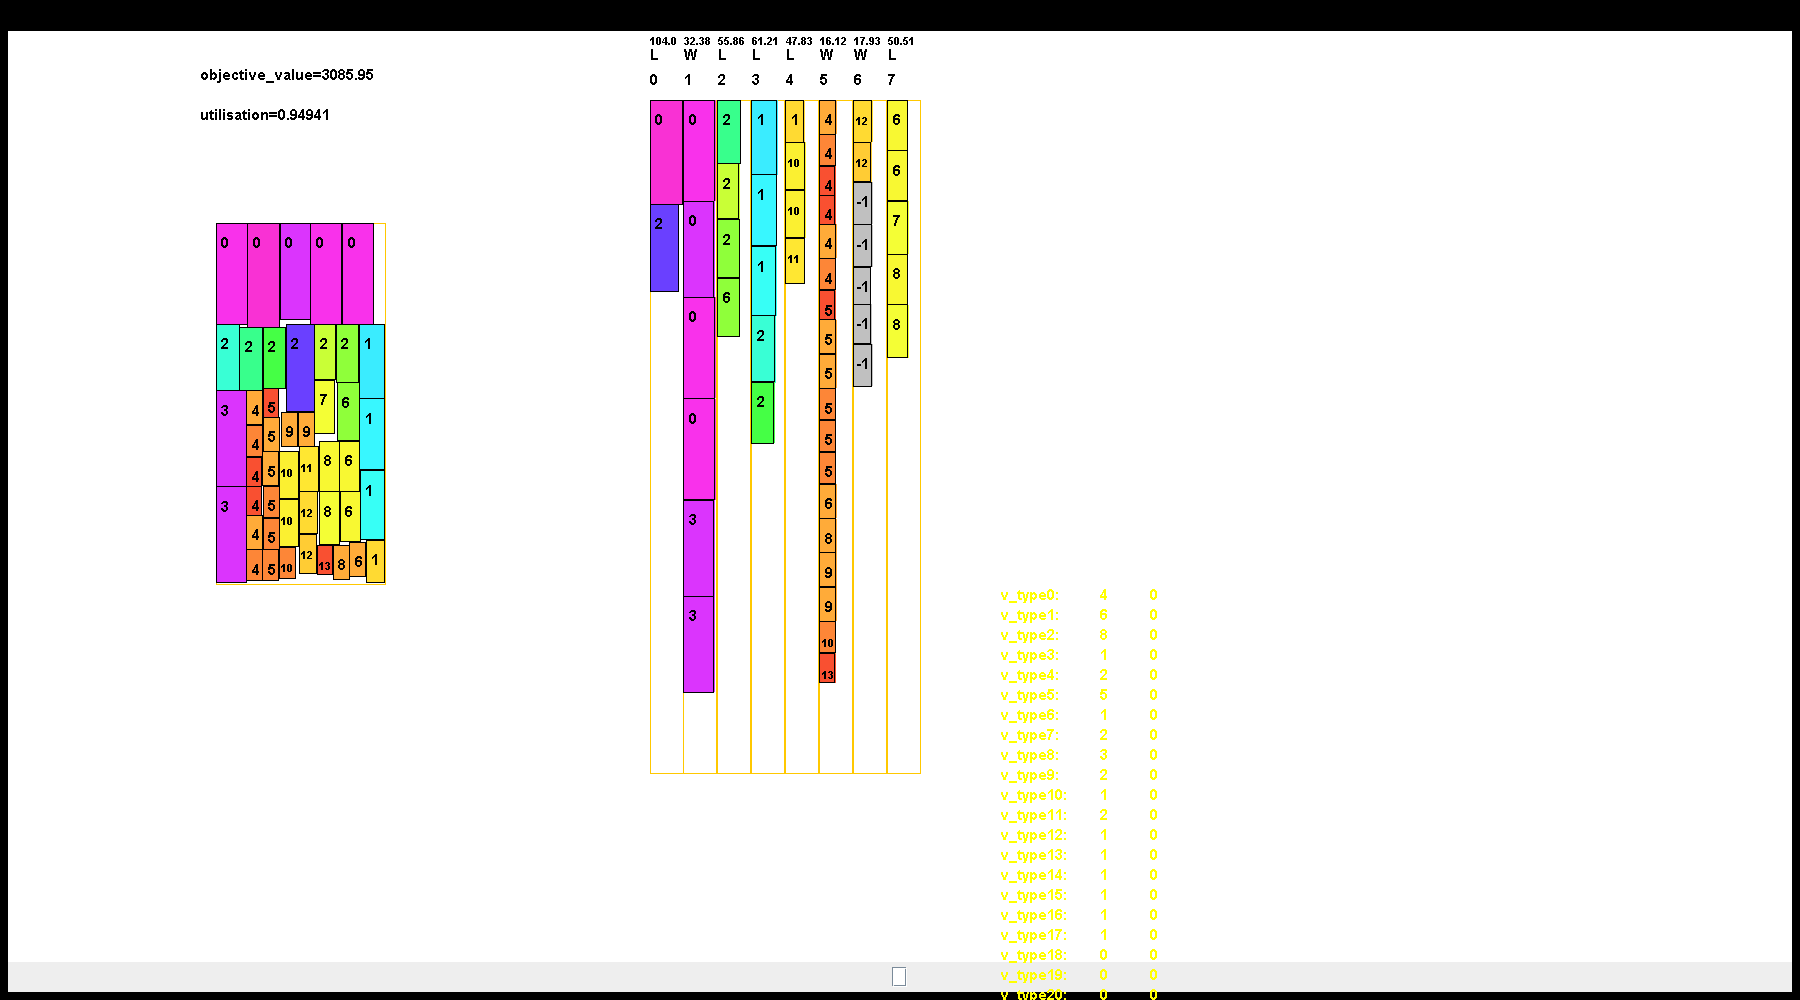 104.0 32.38 55.86 61.21 47.83 16.12 17.93 50.51
L W L L L W W L
objective_value=3085.95
0 1 2 3 4 5 6 7
utilisation=0.94941
0 0 0 0 0
2 2 2 2 2 2 1
3 4 5 7 6 1
4 5 9 9
4 5 10 11 8 6 1
3 4 5 10 12 8 6
4 5
4 5 10 12 13 8 6 1
0 2
0 0 0 0 3 3
2 2 2 6
1 1 1 2 2
1 10 10 11
4 4 4 4 4 4 5 5 5 5 5 5 6 8 9 9 10 13
12 12 -1 -1 -1 -1 -1
6 6 7 8 8
v_type0: 4 0
v_type1: 6 0
v_type2: 8 0
v_type3: 1 0
v_type4: 2 0
v_type5: 5 0
v_type6: 1 0
v_type7: 2 0
v_type8: 3 0
v_type9: 2 0
v_type10: 1 0
v_type11: 2 0
v_type12: 1 0
v_type13: 1 0
v_type14: 1 0
v_type15: 1 0
v_type16: 1 0
v_type17: 1 0
v_type18: 0 0
v_type19: 0 0
v_type20: 0 0